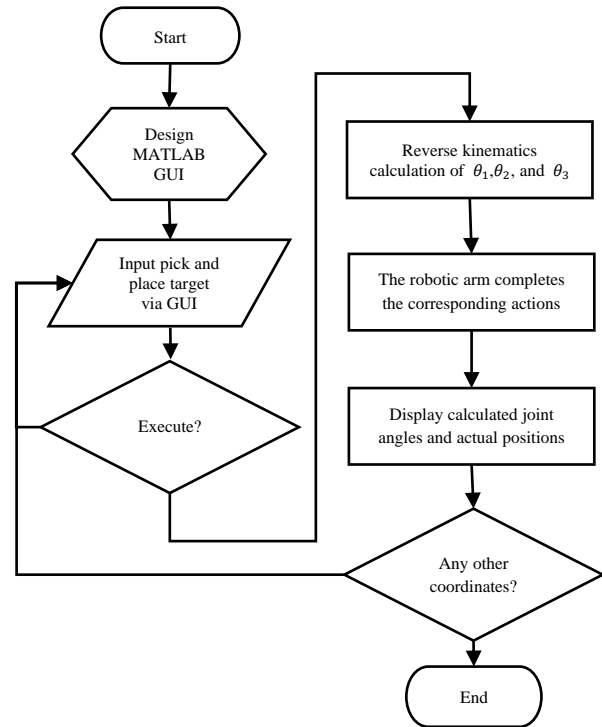 Start
Design
MATLAB
GUI
Input pick and
place target
via GUI
Execute?
Reverse kinematics
calculation of θ₁,θ₂, and θ₃
The robotic arm completes
the corresponding actions
Display calculated joint
angles and actual positions
Any other
coordinates?
End